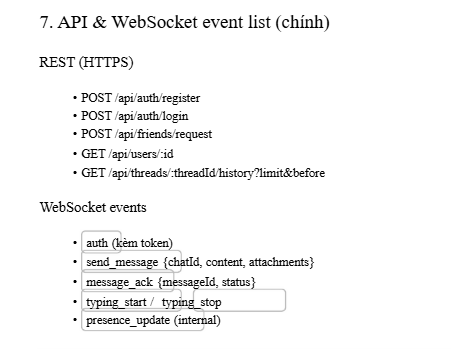 7. API & WebSocket event list (chính)
REST (HTTPS)
• POST /api/auth/register
• POST /api/auth/login
• POST /api/friends/request
• GET /api/users/:id
• GET /api/threads/:threadId/history?limit&before
WebSocket events
• auth (kèm token)
• send_message {chatId, content, attachments}
• message_ack {messageId, status}
• typing_start / typing_stop
• presence_update (internal)